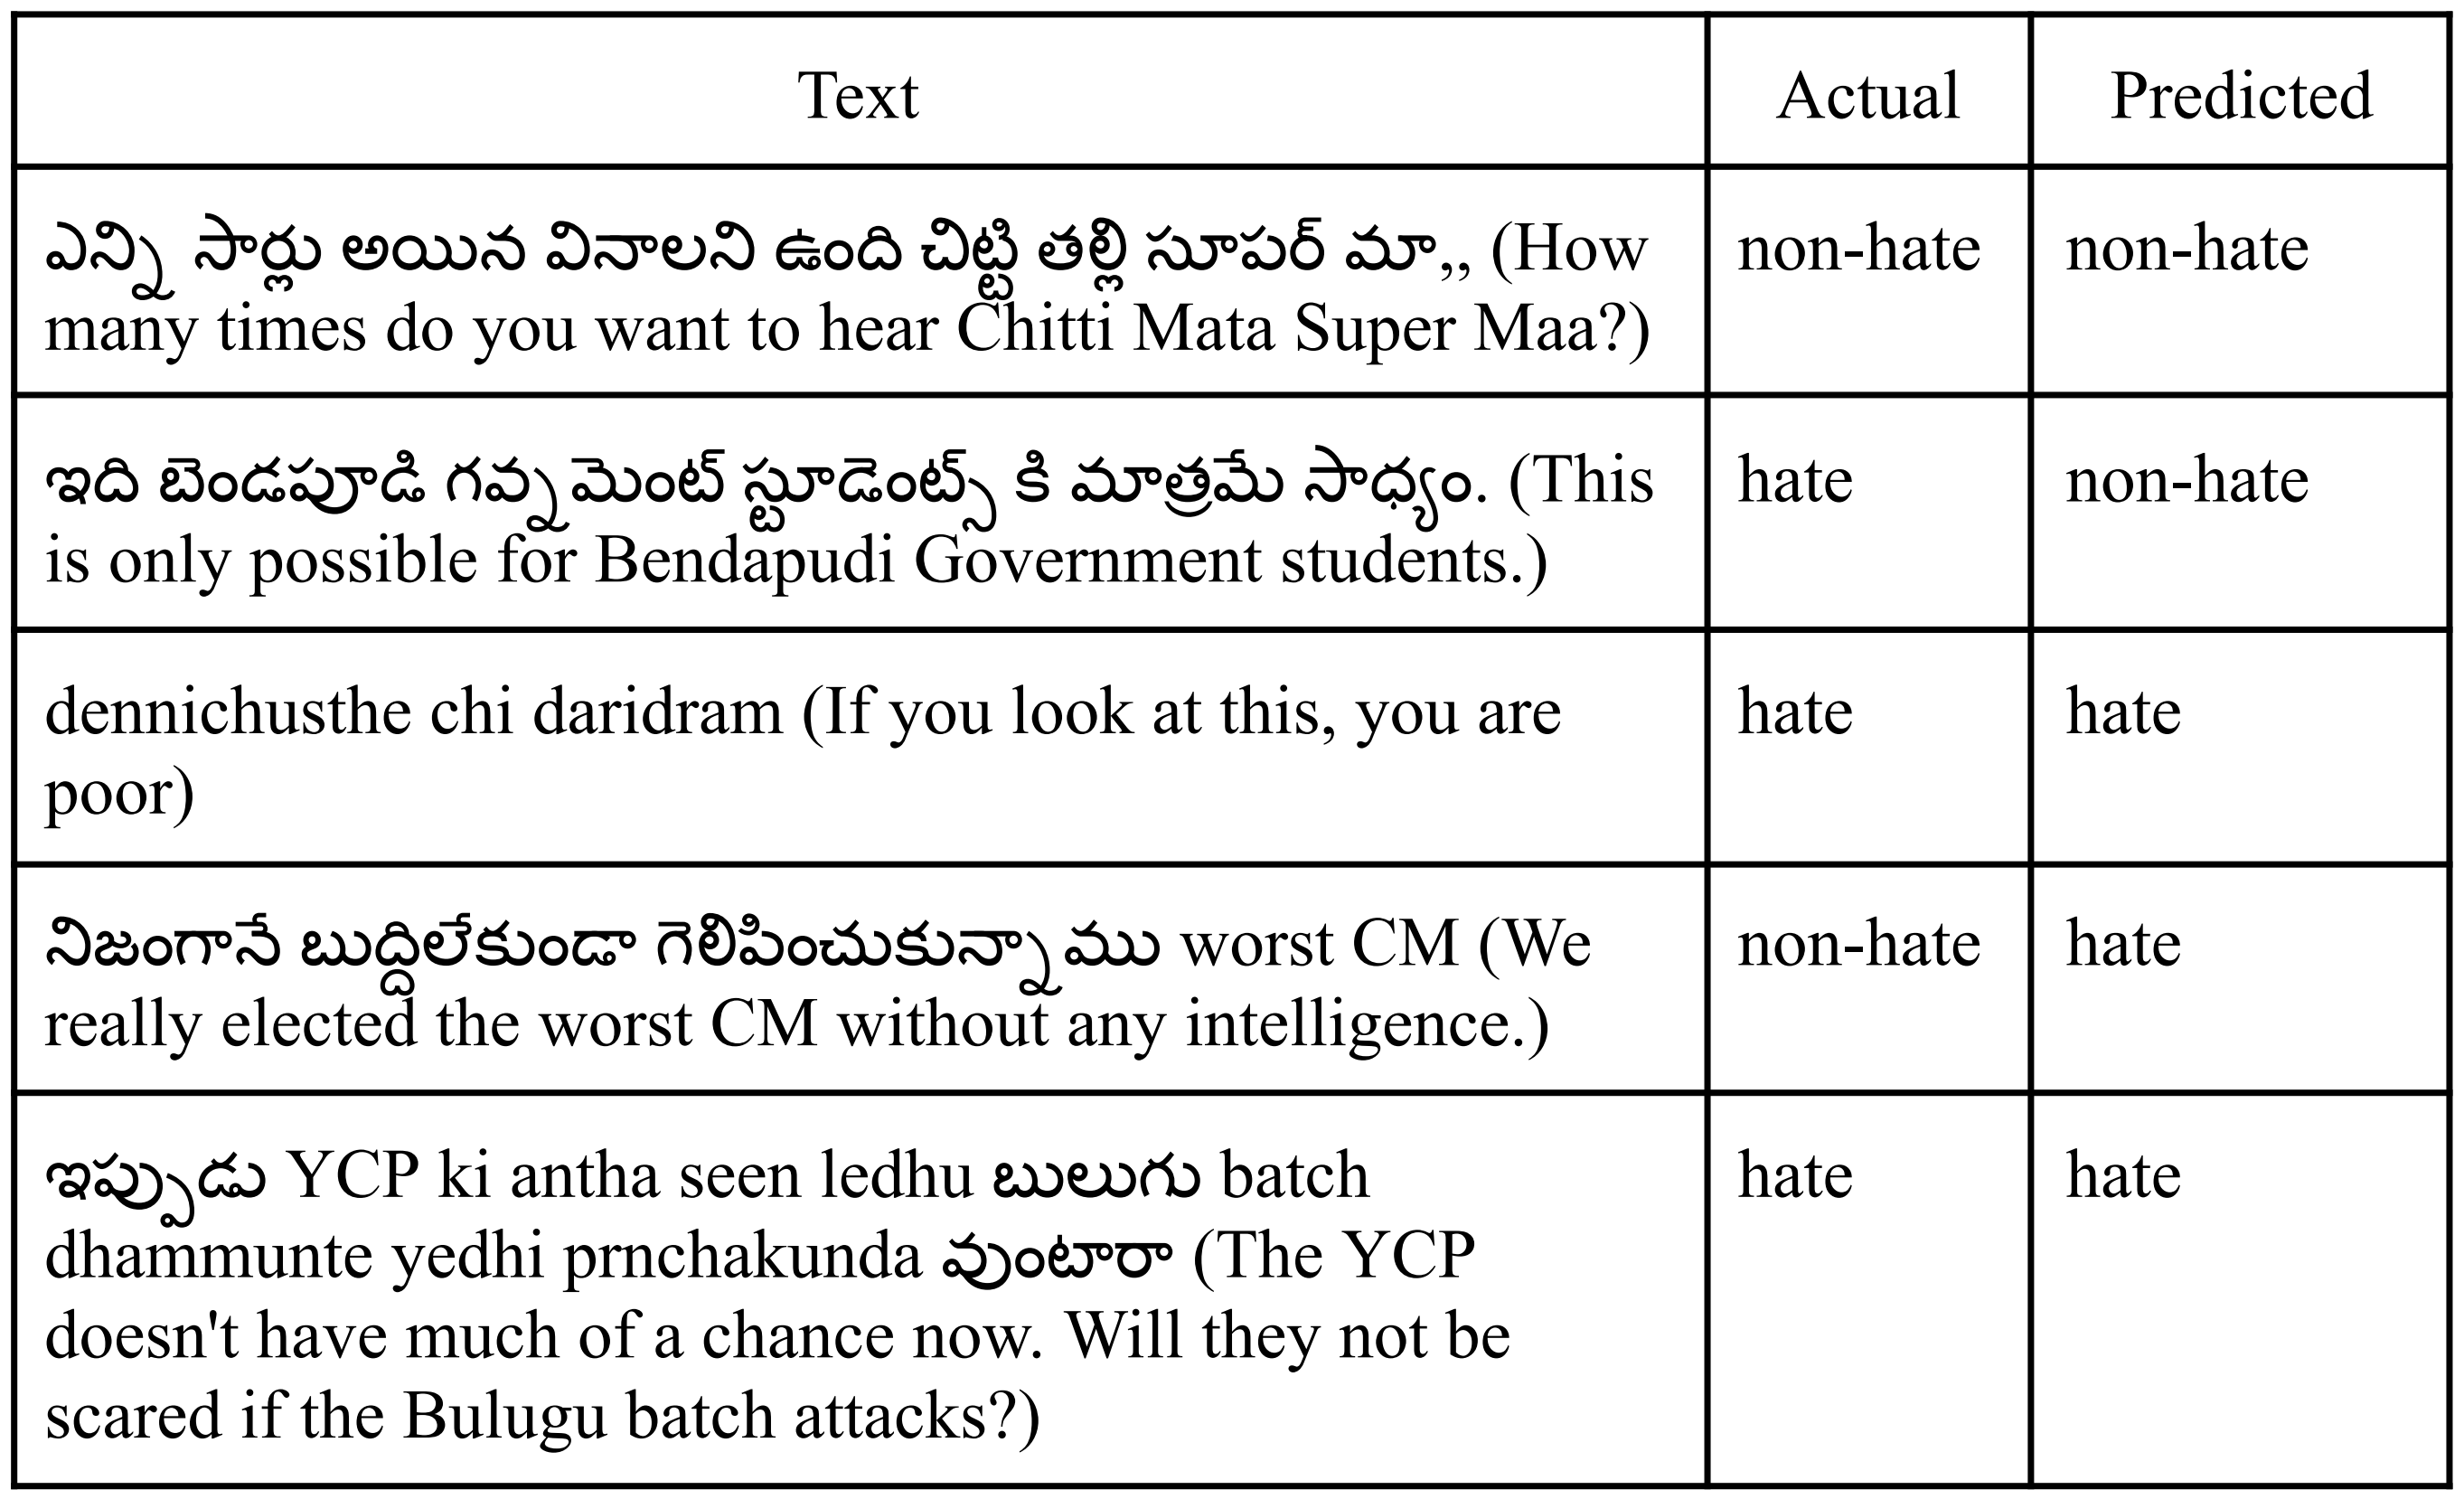 Text Actual Predicted
ఎన్ని సార్లు అయిన వినాలని ఉంది చిట్టి తల్లి సూపర్ మా,, (How non-hate non-hate
many times do you want to hear Chitti Mata Super Maa?)
ఇది బెండపూడి గవ్నమెంట్ స్టూడెంట్స్ కి మాత్రమే సాధ్యం. (This hate non-hate
is only possible for Bendapudi Government students.)
dennichusthe chi daridram (If you look at this, you are hate hate
poor)
నిజంగానే బుద్దిలేకుండా గెలీపించుకున్నాము worst CM (We non-hate hate
really elected the worst CM without any intelligence.)
ఇప్పుడు YCP ki antha seen ledhu బులుగు batch hate hate
dhammunte yedhi prnchakunda వుంటారా (The YCP
doesn't have much of a chance now. Will they not be
scared if the Bulugu batch attacks?)